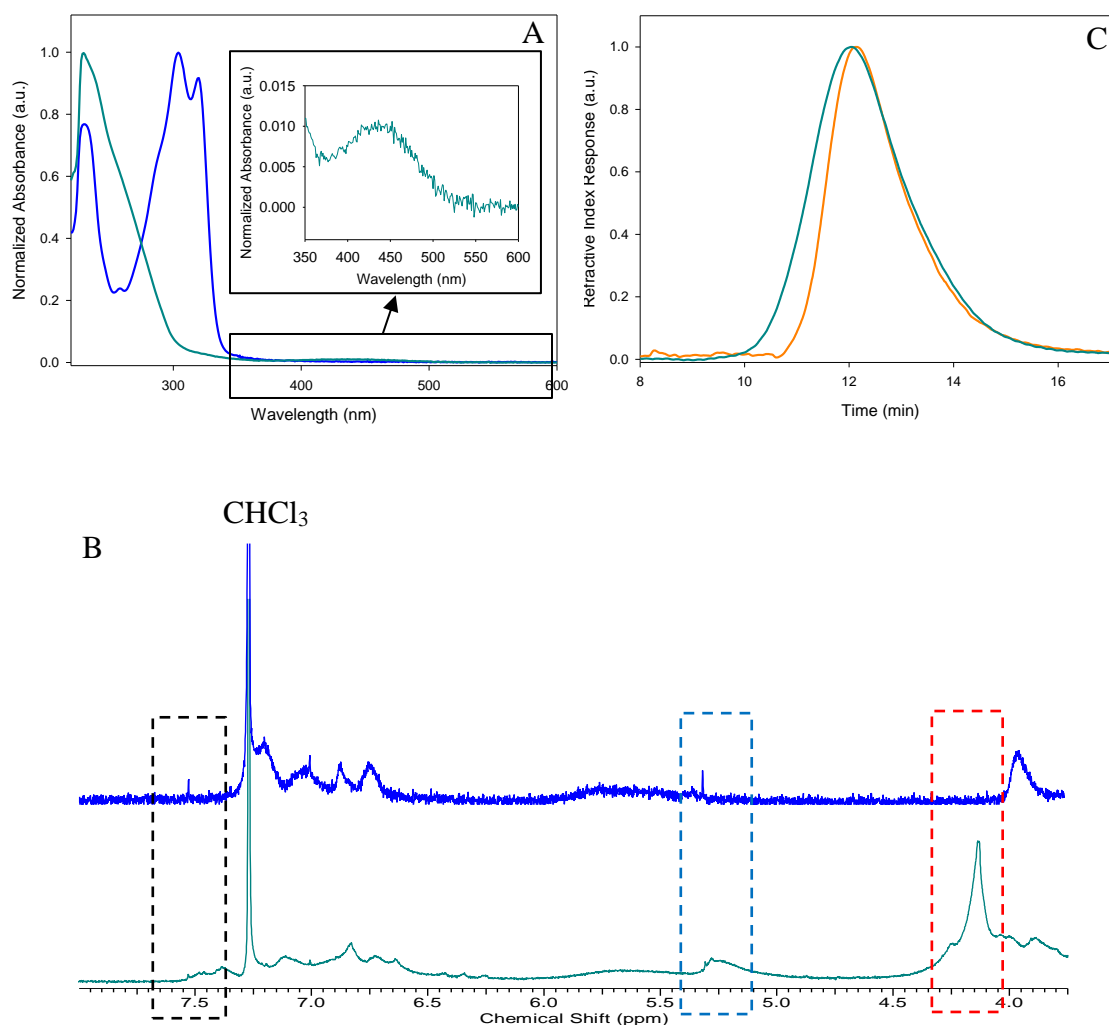 A
Normalized Absorbance (a.u.)
1.0
0.8
0.6
0.4
0.2
0.0
300
400
500
600
Wavelength (nm)
Normalized Absorbance (a.u.)
0.015
0.010
0.005
0.000
350 400 450 500 550 600
Wavelength (nm)
C
Refractive Index Response (a.u.)
1.0
0.8
0.6
0.4
0.2
0.0
8 10 12 14 16
Time (min)
CHCl₃
B
7.5 7.0 6.5 6.0 5.5 5.0 4.5 4.0
Chemical Shift (ppm)